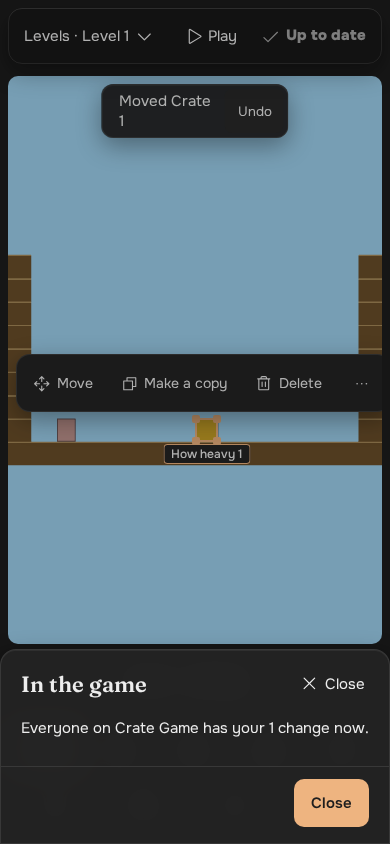 Levels · Level 1
Play
Up to date
Moved Crate
1
Undo
Move
Make a copy
Delete
...
How heavy 1
In the game
Close
Everyone on Crate Game has your 1 change now.
Close